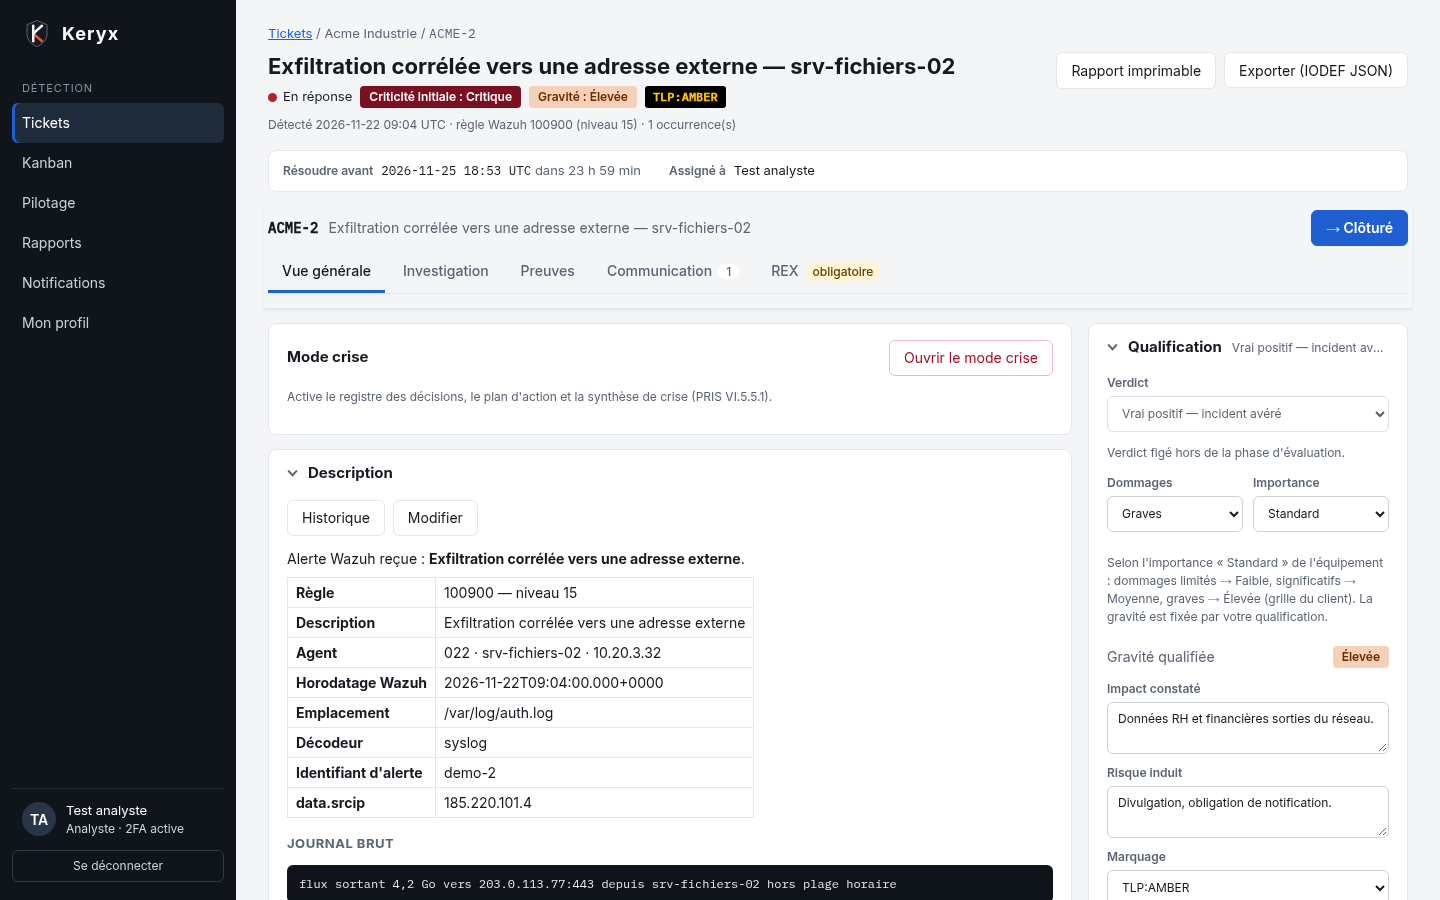 Keryx
DÉTECTION
Tickets
Kanban
Pilotage
Rapports
Notifications
Mon profil
TA
Test analyste
Analyste · 2FA active
Se déconnecter
Tickets / Acme Industrie / ACME-2
Exfiltration corrélée vers une adresse externe — srv-fichiers-02
Rapport imprimable
Exporter (IODEF JSON)
En réponse
Criticité initiale : Critique
Gravité : Élevée
TLP:AMBER
Détecté 2026-11-22 09:04 UTC · règle Wazuh 100900 (niveau 15) · 1 occurrence(s)
Résoudre avant 2026-11-25 18:53 UTC dans 23 h 59 min
Assigné à Test analyste
ACME-2 Exfiltration corrélée vers une adresse externe — srv-fichiers-02
→ Clôturé
Vue générale
Investigation
Preuves
Communication 1
REX obligatoire
Mode crise
Ouvrir le mode crise
Active le registre des décisions, le plan d'action et la synthèse de crise (PRIS VI.5.5.1).
Description
Historique
Modifier
Alerte Wazuh reçue : Exfiltration corrélée vers une adresse externe.
Règle 100900 — niveau 15
Description Exfiltration corrélée vers une adresse externe
Agent 022 · srv-fichiers-02 · 10.20.3.32
Horodatage Wazuh 2026-11-22T09:04:00.000+0000
Emplacement /var/log/auth.log
Décodeur syslog
Identifiant d'alerte demo-2
data.srcip 185.220.101.4
JOURNAL BRUT
flux sortant 4,2 Go vers 203.0.113.77:443 depuis srv-fichiers-02 hors plage horaire
Qualification Vrai positif — incident av...
Verdict
Vrai positif — incident avéré
Verdict figé hors de la phase d'évaluation.
Dommages
Importance
Graves
Standard
Selon l'importance « Standard » de l'équipement
: dommages limités → Faible, significatifs →
Moyenne, graves → Élevée (grille du client). La
gravité est fixée par votre qualification.
Gravité qualifiée Élevée
Impact constaté
Données RH et financières sorties du réseau.
Risque induit
Divulgation, obligation de notification.
Marquage
TLP:AMBER